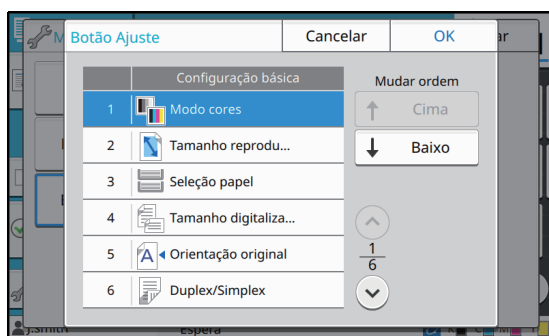 Botão Ajuste
Cancelar
OK
Configuração básica
Mudar ordem
1 Modo cores
Cima
2 Tamanho reprodu...
Baixo
3 Seleção papel
4 Tamanho digitaliza...
5 Orientação original
1
6
6 Duplex/Simplex
J.Smith
Espera